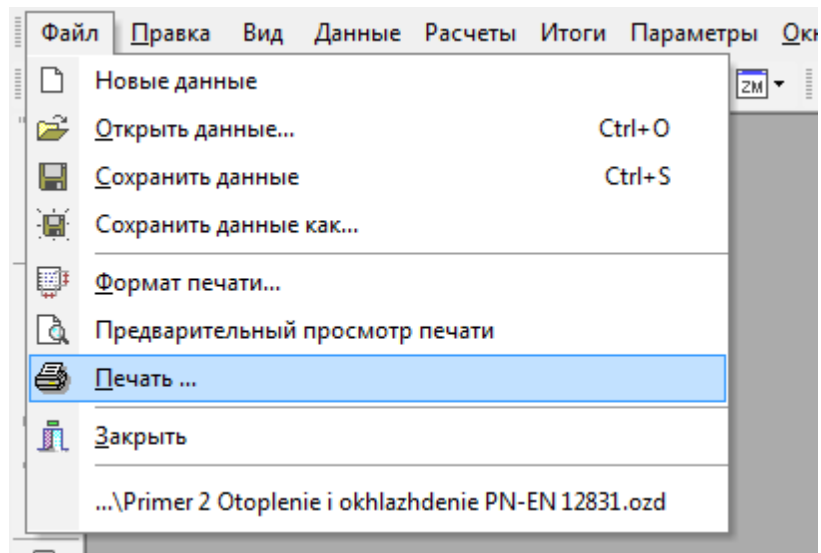 Файл Правка Вид Данные Расчеты Итоги Параметры
Новые данные
ZM
Открыть данные... Ctrl+O
Сохранить данные Ctrl+S
Сохранить данные как...
Формат печати...
Предварительный просмотр печати
Печать ...
Закрыть
...\Primer 2 Otoplenie i okhlazhdenie PN-EN 12831.ozd